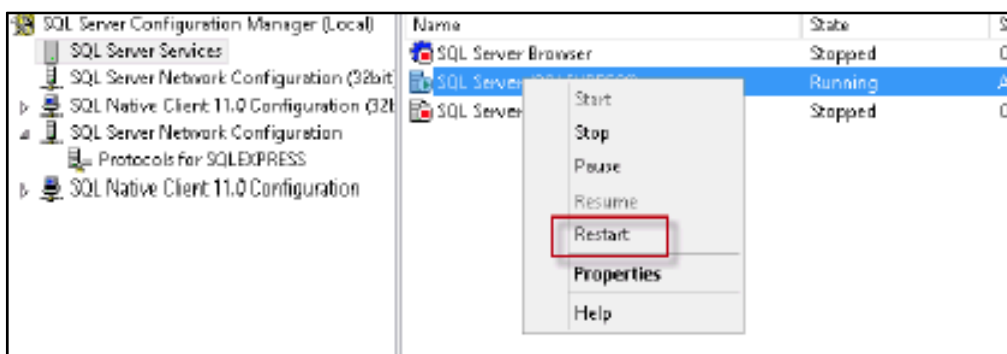 SQL Server Configuration Manager (Local)
SQL Server Services
SQL Server Network Configuration (32bit
SQL Native Client 11.0 Configuration (32b
SQL Server Network Configuration
Protocols for SQLEXPRESS
SQL Native Client 11.0 Configuration
Name State S
SQL Server Browser Stopped
SQL Server (SQLEXPRESS) Running A
SQL Server Stopped
Start
Stop
Pause
Resume
Restart
Properties
Help